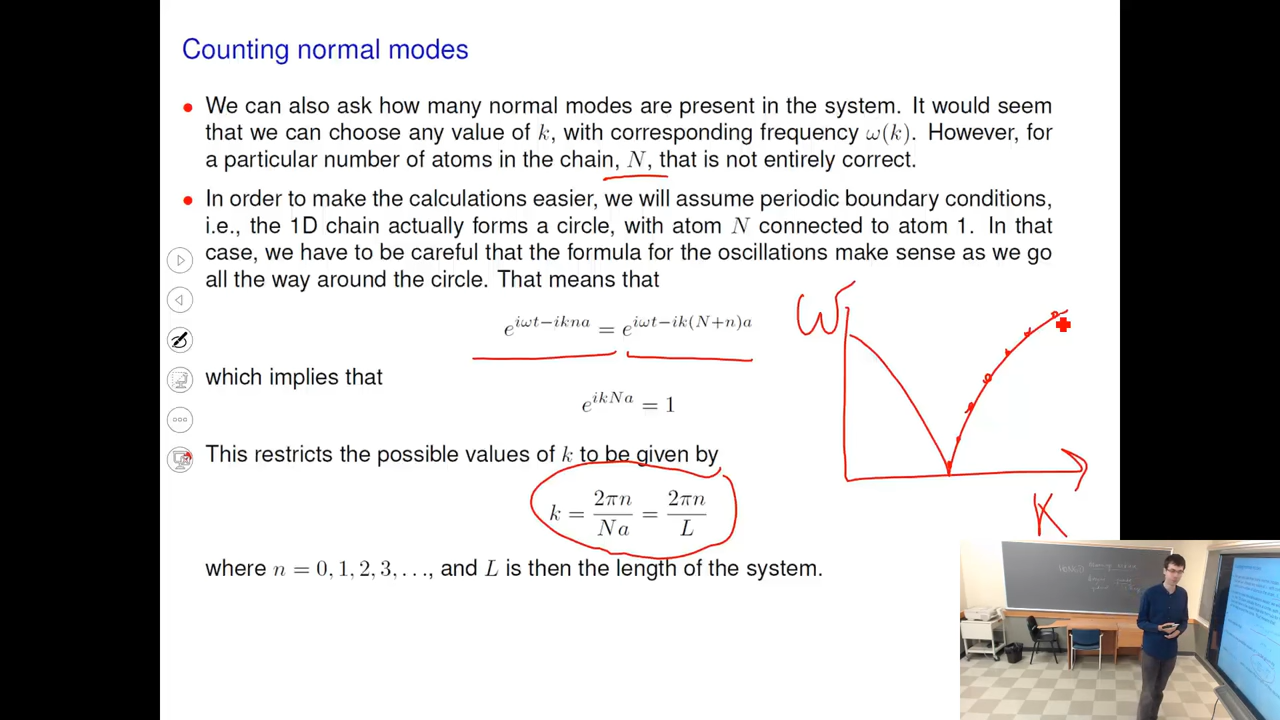 Counting normal modes
• We can also ask how many normal modes are present in the system. It would seem
that we can choose any value of k, with corresponding frequency ω(k). However, for
a particular number of atoms in the chain, N, that is not entirely correct.
• In order to make the calculations easier, we will assume periodic boundary conditions,
i.e., the 1D chain actually forms a circle, with atom N connected to atom 1. In that
case, we have to be careful that the formula for the oscillations make sense as we go
all the way around the circle. That means that
e^{iωt−ikna} = e^{iωt−ik(N+n)a}
which implies that
e^{ikNa} = 1
This restricts the possible values of k to be given by
k = 2πn/Na = 2πn/L
where n = 0, 1, 2, 3, . . ., and L is then the length of the system.
ω
K